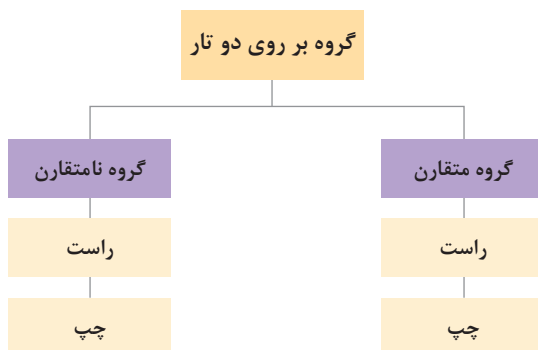 گروه بر روی دو تار
گروه متقارن
گروه نامتقارن
راست
راست
چپ
چپ